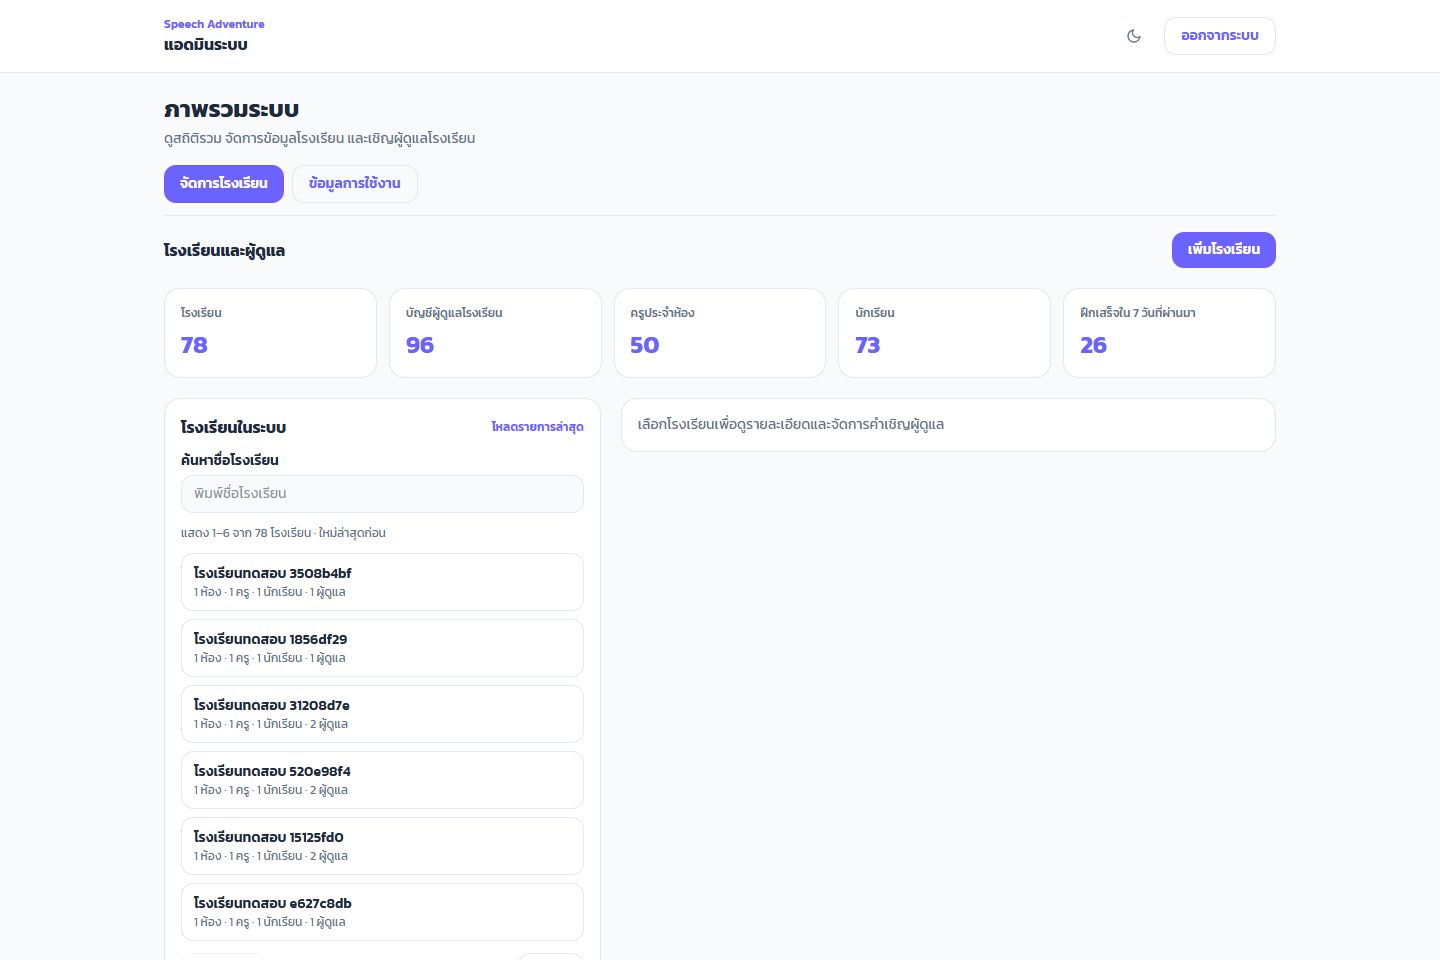 Speech Adventure
แอดมินระบบ
ออกจากระบบ
ภาพรวมระบบ
ดูสถิติรวม จัดการข้อมูลโรงเรียน และเชิญผู้ดูแลโรงเรียน
จัดการโรงเรียน
ข้อมูลการใช้งาน
โรงเรียนและผู้ดูแล
เพิ่มโรงเรียน
โรงเรียน
78
บัญชีผู้ดูแลโรงเรียน
96
ครูประจำห้อง
50
นักเรียน
73
ฝึกเสร็จใน 7 วันที่ผ่านมา
26
โรงเรียนในระบบ
โหลดรายการล่าสุด
ค้นหาชื่อโรงเรียน
พิมพ์ชื่อโรงเรียน
แสดง 1–6 จาก 78 โรงเรียน · ใหม่ล่าสุดก่อน
โรงเรียนทดสอบ 3508b4bf
1 ห้อง · 1 ครู · 1 นักเรียน · 1 ผู้ดูแล
โรงเรียนทดสอบ 1856df29
1 ห้อง · 1 ครู · 1 นักเรียน · 1 ผู้ดูแล
โรงเรียนทดสอบ 31208d7e
1 ห้อง · 1 ครู · 1 นักเรียน · 2 ผู้ดูแล
โรงเรียนทดสอบ 520e98f4
1 ห้อง · 1 ครู · 1 นักเรียน · 2 ผู้ดูแล
โรงเรียนทดสอบ 15125fd0
1 ห้อง · 1 ครู · 1 นักเรียน · 2 ผู้ดูแล
โรงเรียนทดสอบ e627c8db
1 ห้อง · 1 ครู · 1 นักเรียน · 1 ผู้ดูแล
เลือกโรงเรียนเพื่อดูรายละเอียดและจัดการคำเชิญผู้ดูแล